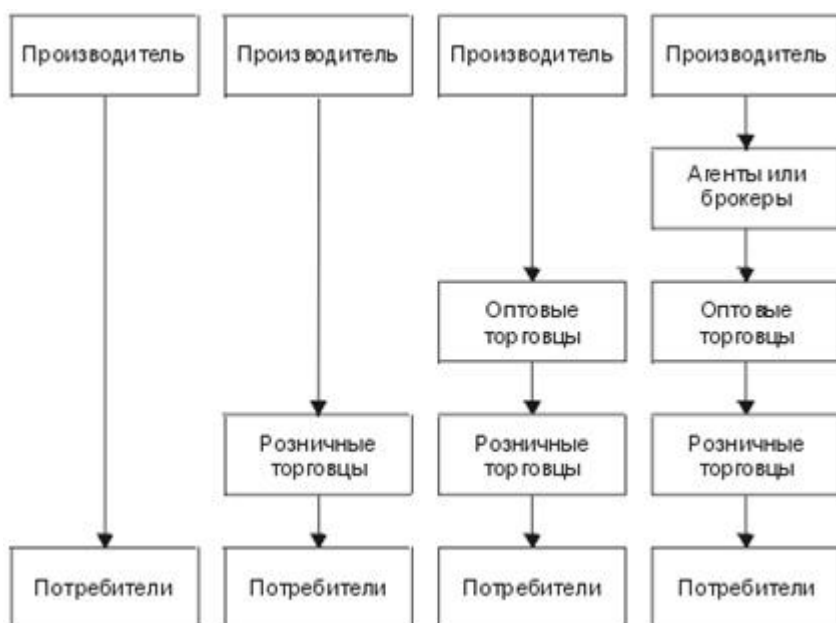 Производитель
Производитель
Производитель
Производитель
Агенты или
брокеры
Оптовые
торговцы
Оптовые
торговцы
Розничные
торговцы
Розничные
торговцы
Розничные
торговцы
Потребители
Потребители
Потребители
Потребители